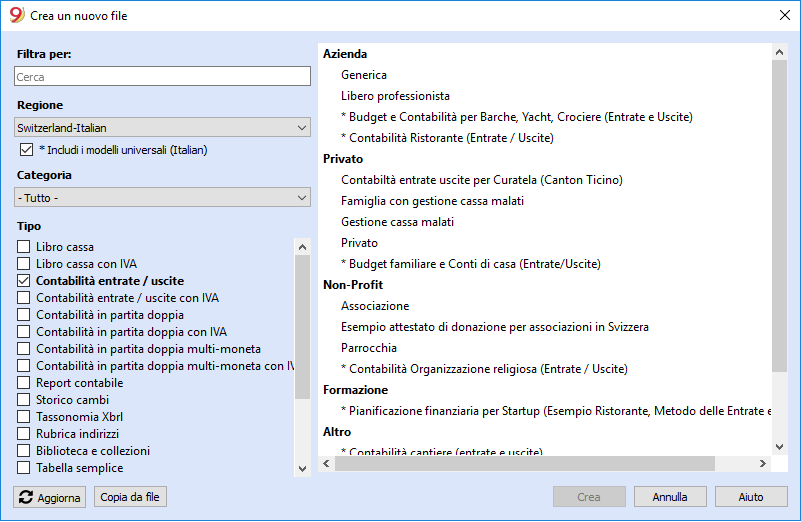 9 Crea un nuovo file
Filtra per:
Cerca
Regione
Switzerland-Italian
* Includi i modelli universali (Italian)
Categoria
- Tutto -
Tipo
Libro cassa
Libro cassa con IVA
Contabilità entrate / uscite
Contabilità entrate / uscite con IVA
Contabilità in partita doppia
Contabilità in partita doppia con IVA
Contabilità in partita doppia multi-moneta
Contabilità in partita doppia multi-moneta con IV
Report contabile
Storico cambi
Tassonomia Xbrl
Rubrica indirizzi
Biblioteca e collezioni
Tabella semplice
Azienda
Generica
Libero professionista
* Budget e Contabilità per Barche, Yacht, Crociere (Entrate e Uscite)
* Contabilità Ristorante (Entrate / Uscite)
Privato
Contabiltà entrate uscite per Curatela (Canton Ticino)
Famiglia con gestione cassa malati
Gestione cassa malati
Privato
* Budget familiare e Conti di casa (Entrate/Uscite)
Non-Profit
Associazione
Esempio attestato di donazione per associazioni in Svizzera
Parrocchia
* Contabilità Organizzazione religiosa (Entrate / Uscite)
Formazione
* Pianificazione finanziaria per Startup (Esempio Ristorante, Metodo delle Entrate e
Altro
* Contabilità cantiere (entrate e uscite)
Aggiorna
Copia da file
Crea
Annulla
Aiuto